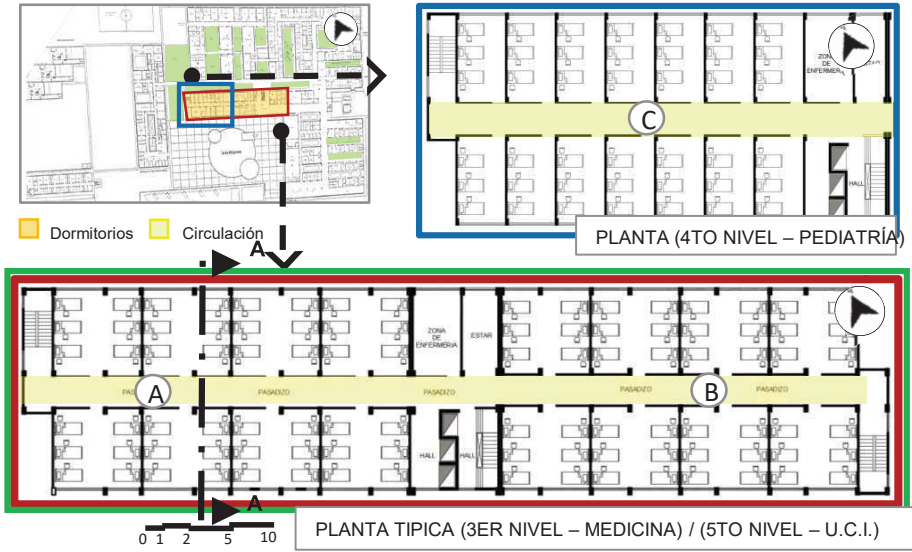 Dormitorios
Circulación
ZONA
DE
ENFERMERIA
C
HALL
PLANTA (4TO NIVEL – PEDIATRÍA)
A
ZONA
DE
ENFERMERIA
ESTAR
PASADIZO
PASADIZO
PASADIZO
PASADIZO
A
B
HALL
HALL
A
0 1 2 5 10
PLANTA TIPICA (3ER NIVEL – MEDICINA) / (5TO NIVEL – U.C.I.)